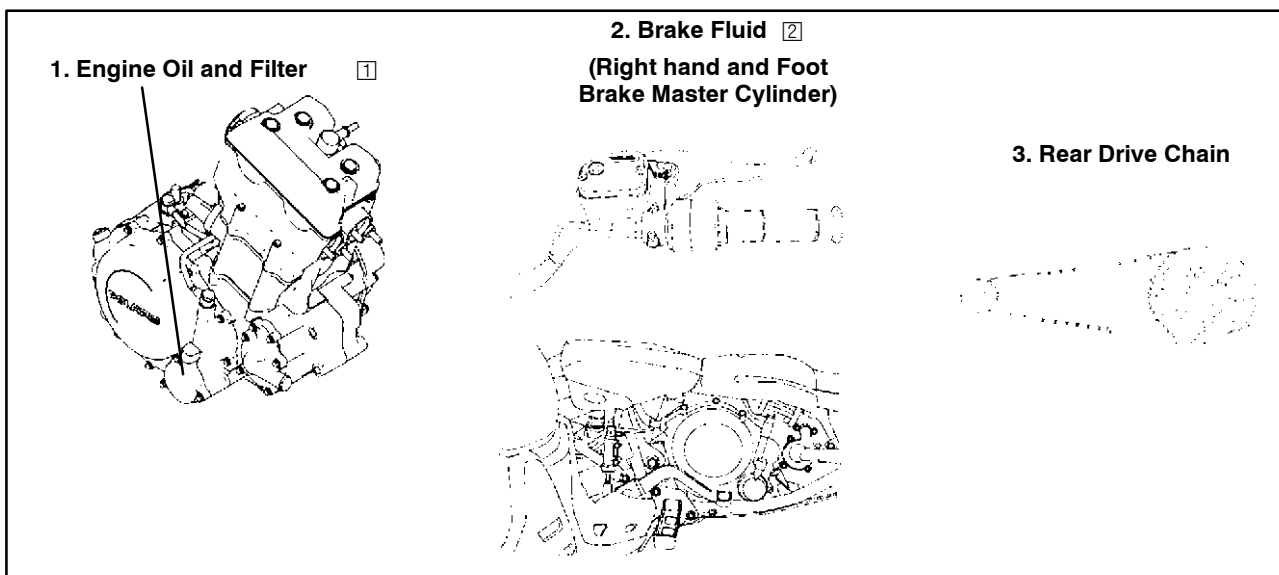 1. Engine Oil and Filter 1
2. Brake Fluid 2
(Right hand and Foot
Brake Master Cylinder)
3. Rear Drive Chain